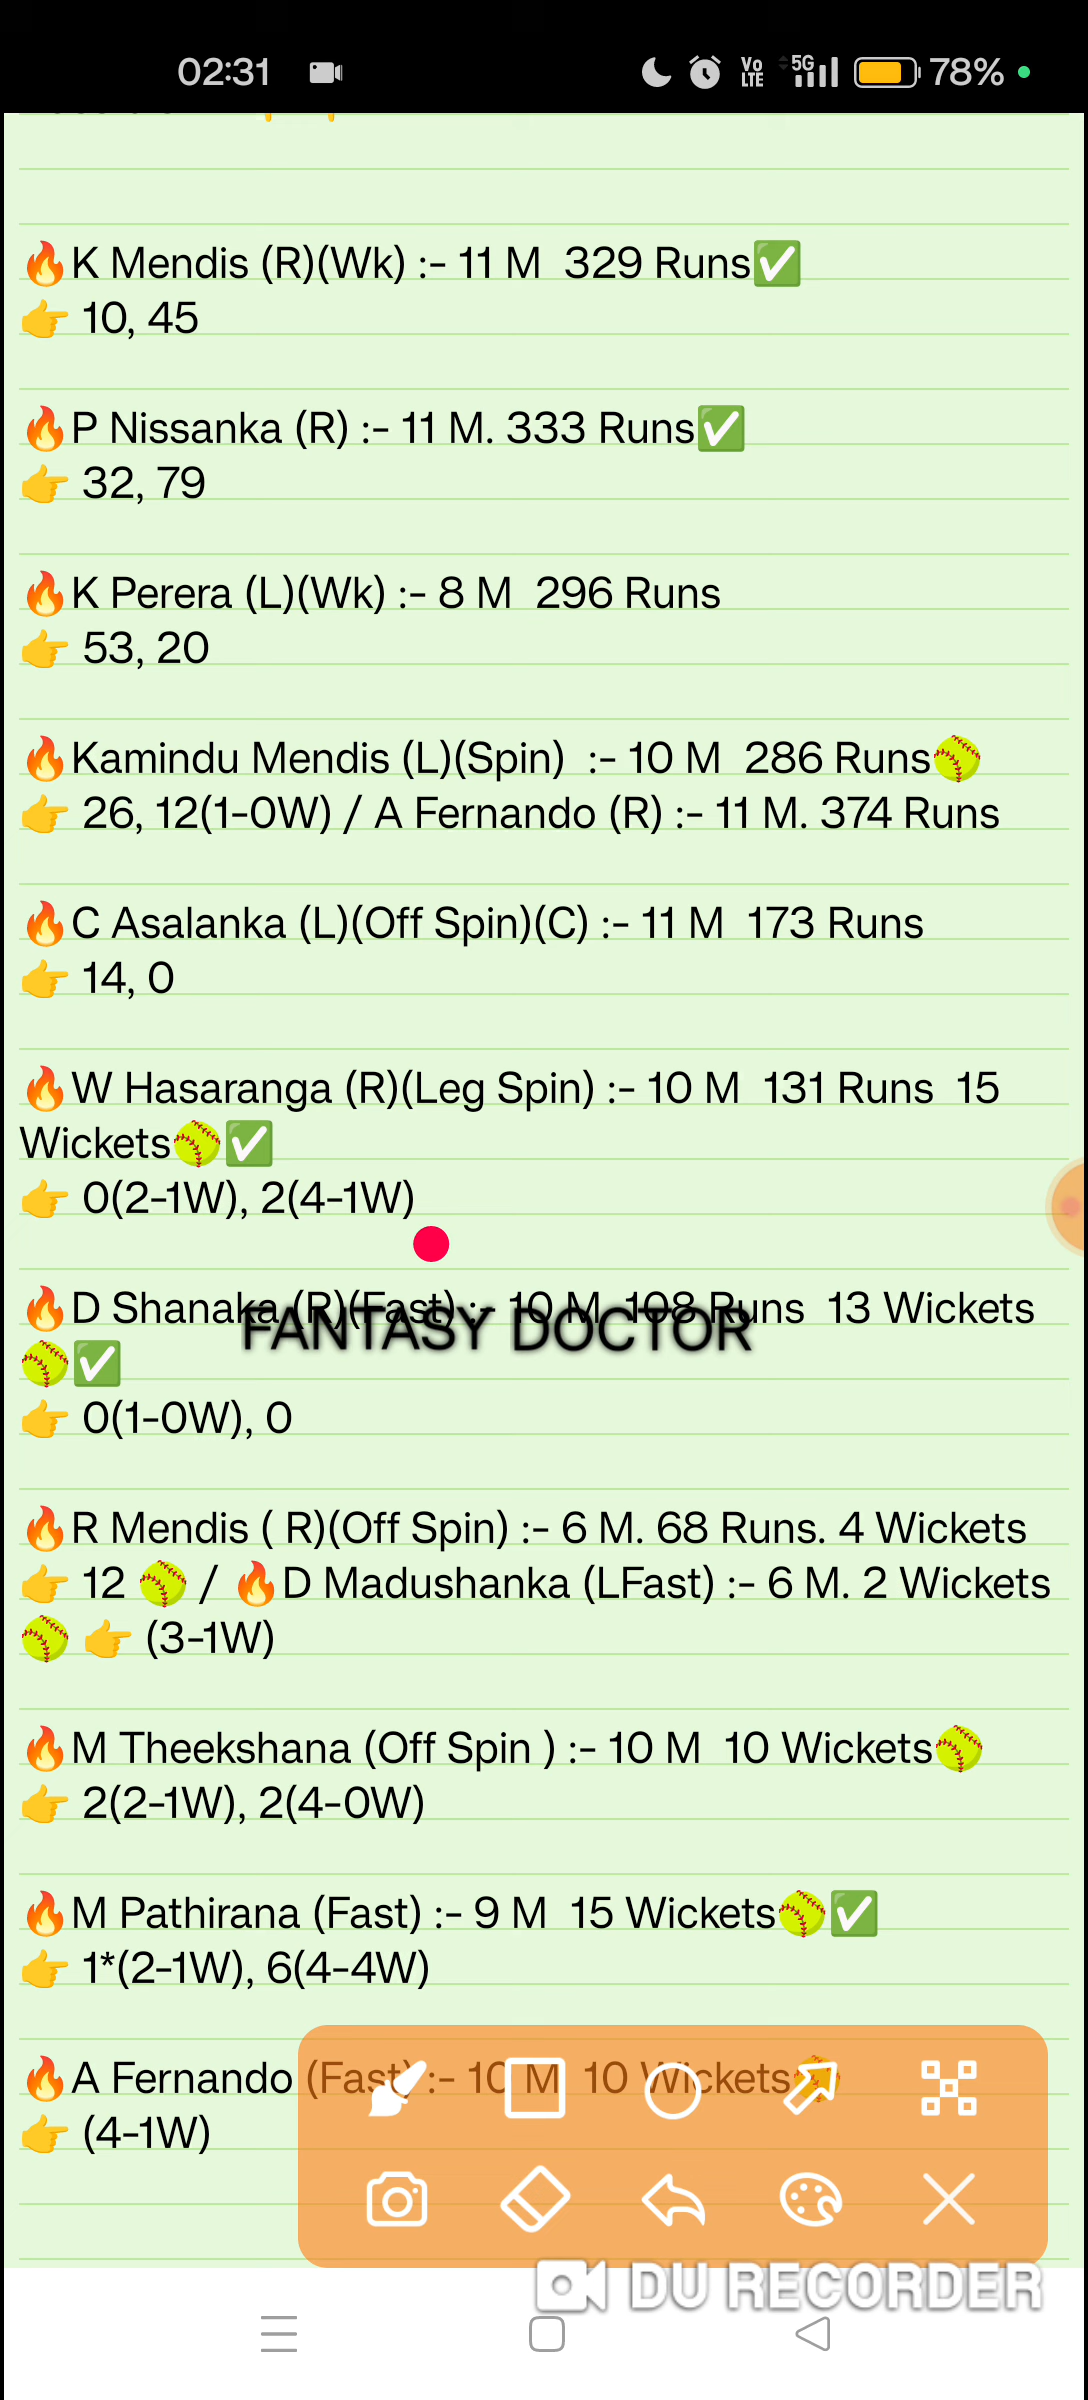 02:31 Vo LTE 5G 78%
🔥K Mendis (R)(Wk) :- 11 M 329 Runs✅
👉 10, 45
🔥P Nissanka (R) :- 11 M. 333 Runs✅
👉 32, 79
🔥K Perera (L)(Wk) :- 8 M 296 Runs
👉 53, 20
🔥Kamindu Mendis (L)(Spin) :- 10 M 286 Runs🥎
👉 26, 12(1-0W) / A Fernando (R) :- 11 M. 374 Runs
🔥C Asalanka (L)(Off Spin)(C) :- 11 M 173 Runs
👉 14, 0
🔥W Hasaranga (R)(Leg Spin) :- 10 M 131 Runs 15
Wickets🥎✅
👉 0(2-1W), 2(4-1W)
🔥D Shanaka (R)(Fast) :- 10 M 108 Runs 13 Wickets
FANTASY DOCTOR
🥎✅
👉 0(1-0W), 0
🔥R Mendis ( R)(Off Spin) :- 6 M. 68 Runs. 4 Wickets
👉 12 🥎 / 🔥D Madushanka (LFast) :- 6 M. 2 Wickets
🥎 👉 (3-1W)
🔥M Theekshana (Off Spin ) :- 10 M 10 Wickets🥎
👉 2(2-1W), 2(4-0W)
🔥M Pathirana (Fast) :- 9 M 15 Wickets🥎✅
👉 1*(2-1W), 6(4-4W)
🔥A Fernando (Fast) :- 10 M 10 Wickets🥎
👉 (4-1W)
DU RECORDER